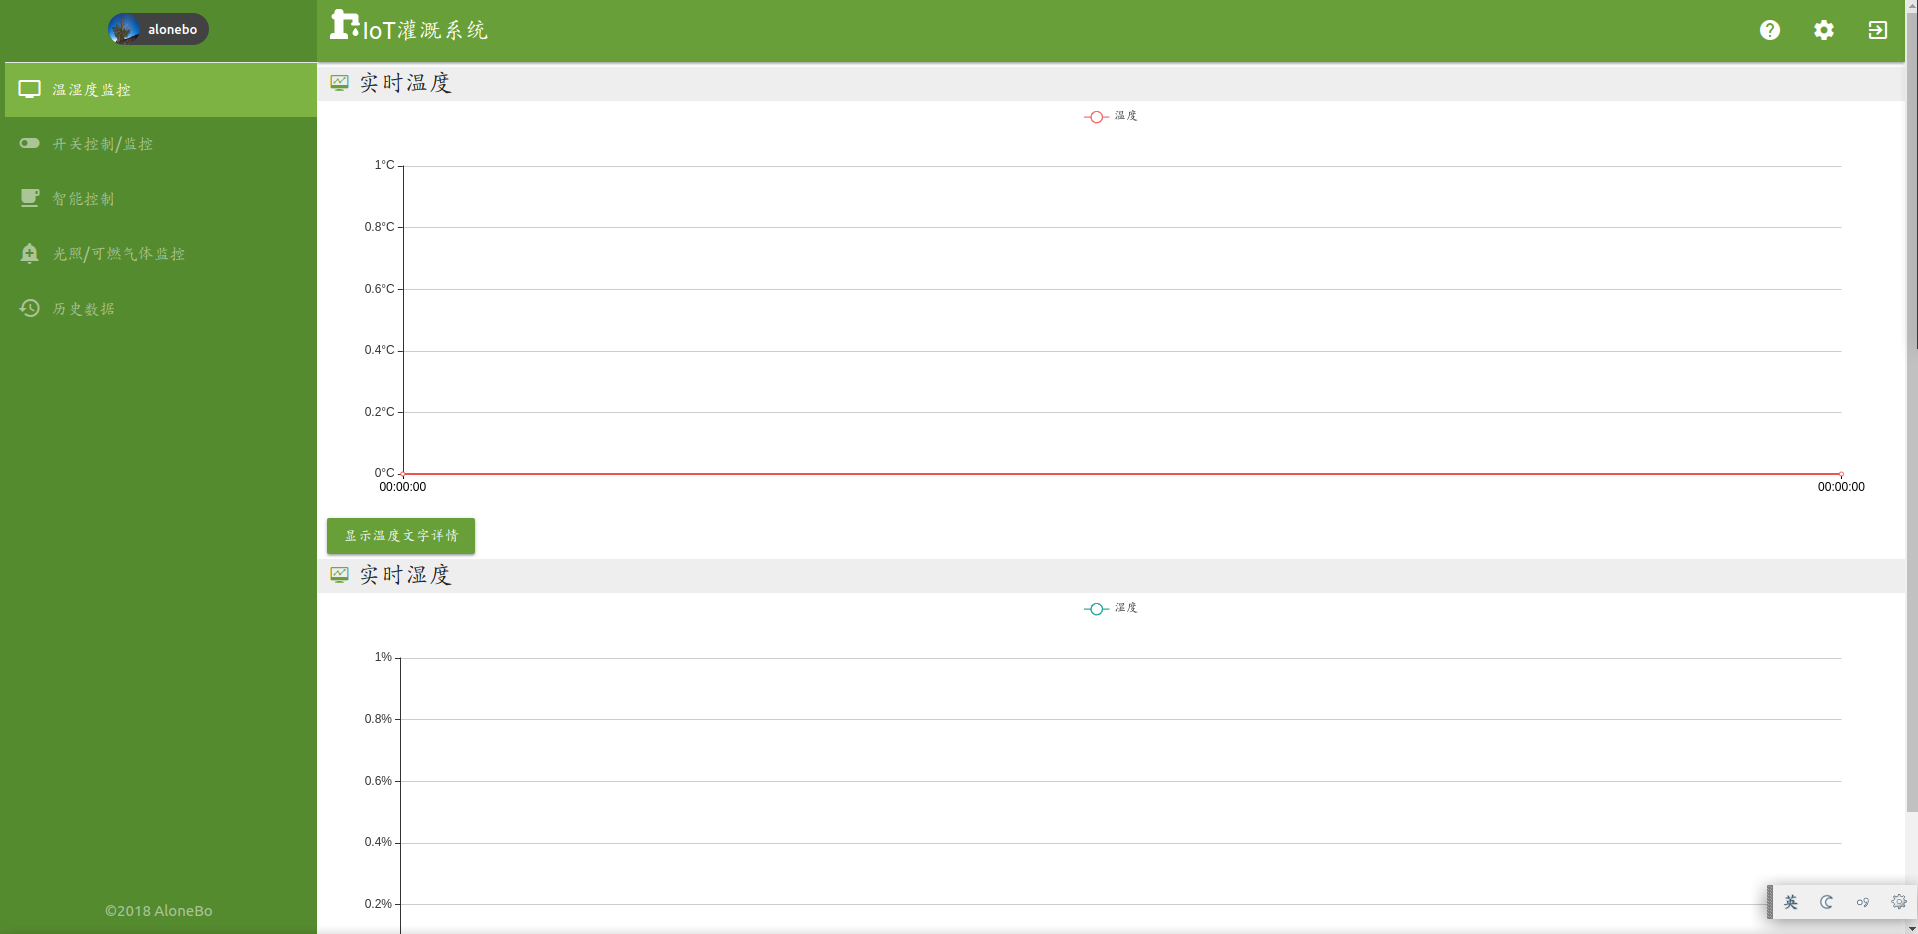 alonebo
IoT灌溉系统
温湿度监控
开关控制/监控
智能控制
光照/可燃气体监控
历史数据
©2018 AloneBo
实时温度
温度
1°C
0.8°C
0.6°C
0.4°C
0.2°C
0°C
00:00:00 00:00:00
显示温度文字详情
实时湿度
湿度
1%
0.8%
0.6%
0.4%
0.2%
英